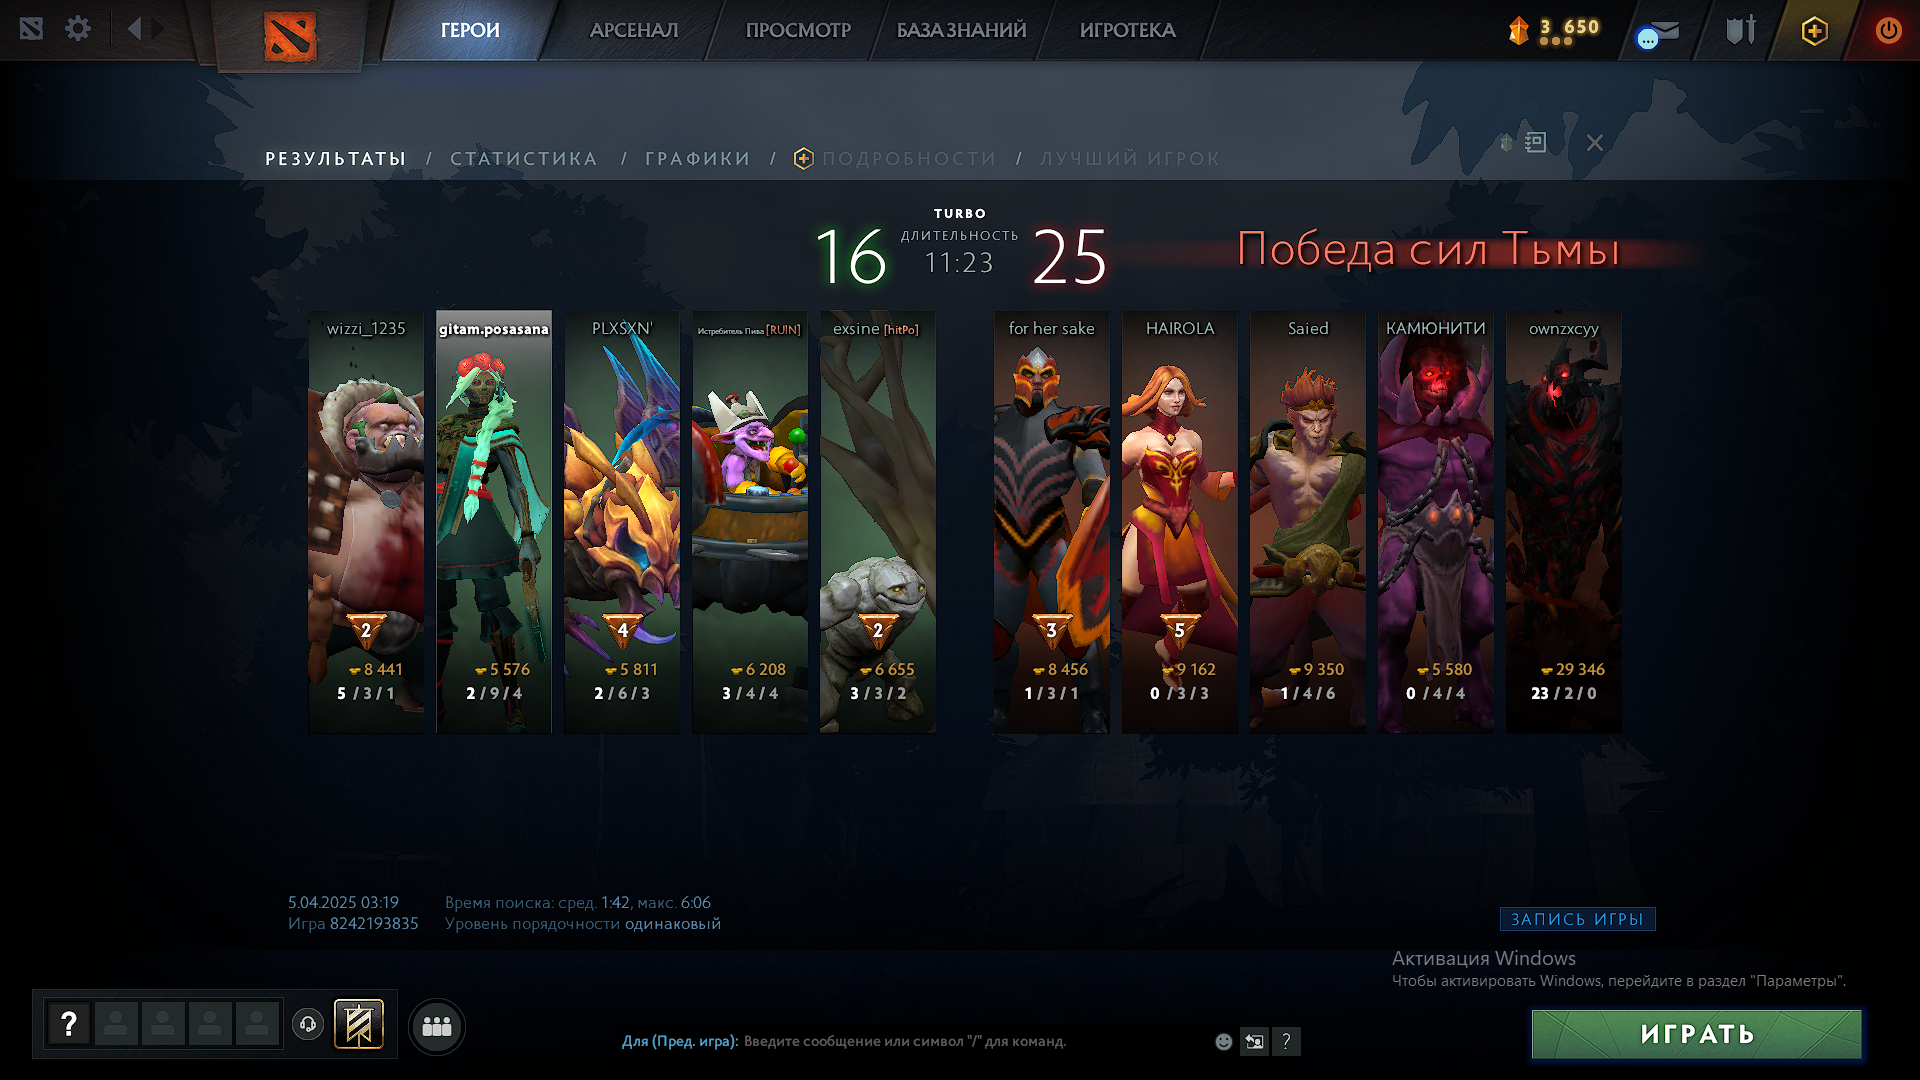 ГЕРОИ
АРСЕНАЛ
ПРОСМОТР
БАЗА ЗНАНИЙ
ИГРОТЕКА
3 650
РЕЗУЛЬТАТЫ / СТАТИСТИКА / ГРАФИКИ / ПОДРОБНОСТИ / ЛУЧШИЙ ИГРОК
TURBO
16
ДЛИТЕЛЬНОСТЬ
11:23
25
Победа сил Тьмы
wizzi_1235
gitam.posasana
PLXSXN'
Истребитель Пива [RUIN]
exsine [hitPo]
for her sake
HAIROLA
Saied
КАМЮНИТИ
ownzxcyy
2
4
2
3
5
8 441
5 576
5 811
6 208
6 655
8 456
9 162
9 350
5 580
29 346
5 / 3 / 1
2 / 9 / 4
2 / 6 / 3
3 / 4 / 4
3 / 3 / 2
1 / 3 / 1
0 / 3 / 3
1 / 4 / 6
0 / 4 / 4
23 / 2 / 0
5.04.2025 03:19
Время поиска: сред. 1:42, макс. 6:06
Игра 8242193835
Уровень порядочности одинаковый
ЗАПИСЬ ИГРЫ
Активация Windows
Чтобы активировать Windows, перейдите в раздел "Параметры".
?
Для (Пред. игра): Введите сообщение или символ "/" для команд.
?
ИГРАТЬ